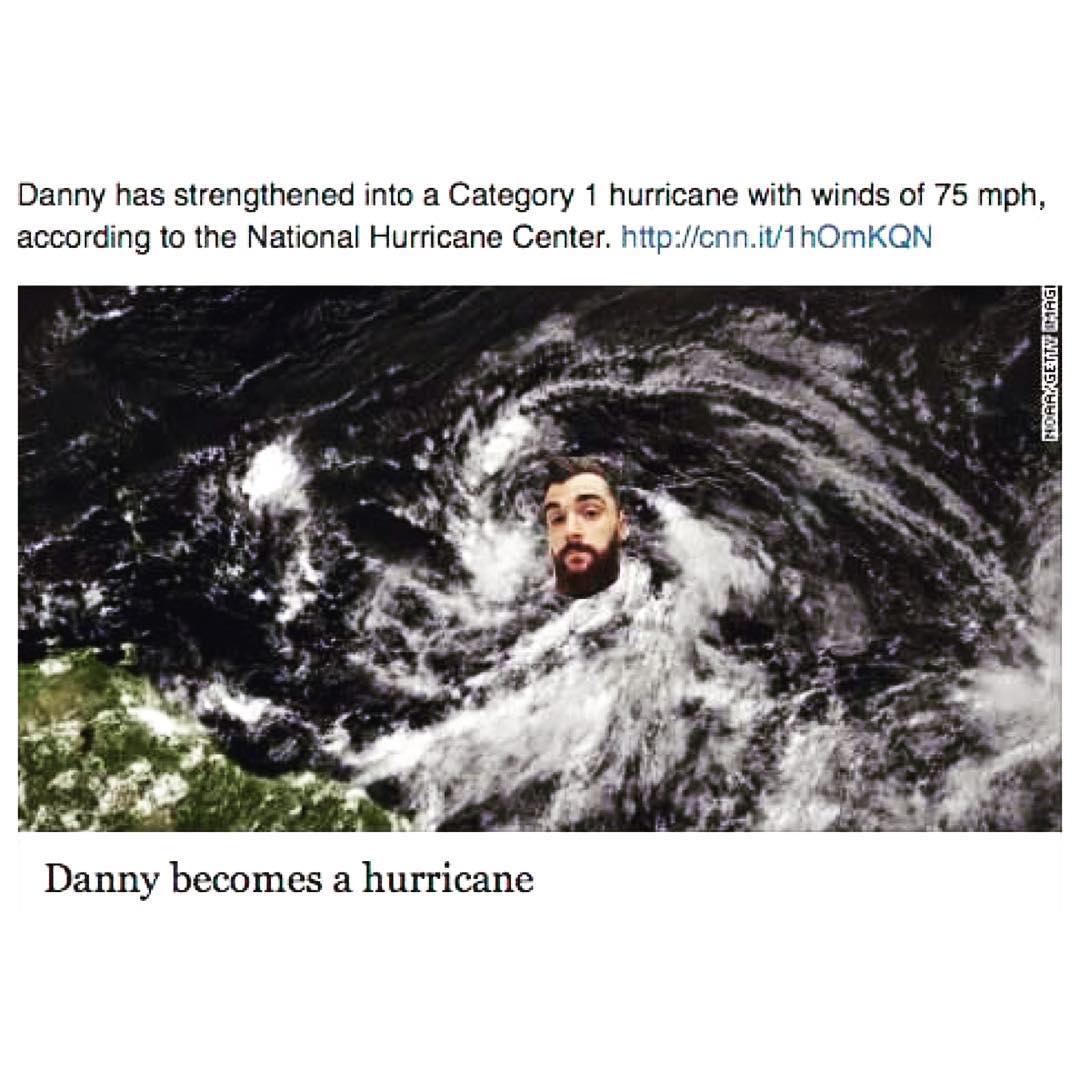 Danny has strengthened into a Category 1 hurricane with winds of 75 mph,
according to the National Hurricane Center. http://cnn.it/1hOmKQN
NOAA/GETTY IMAGI
Danny becomes a hurricane